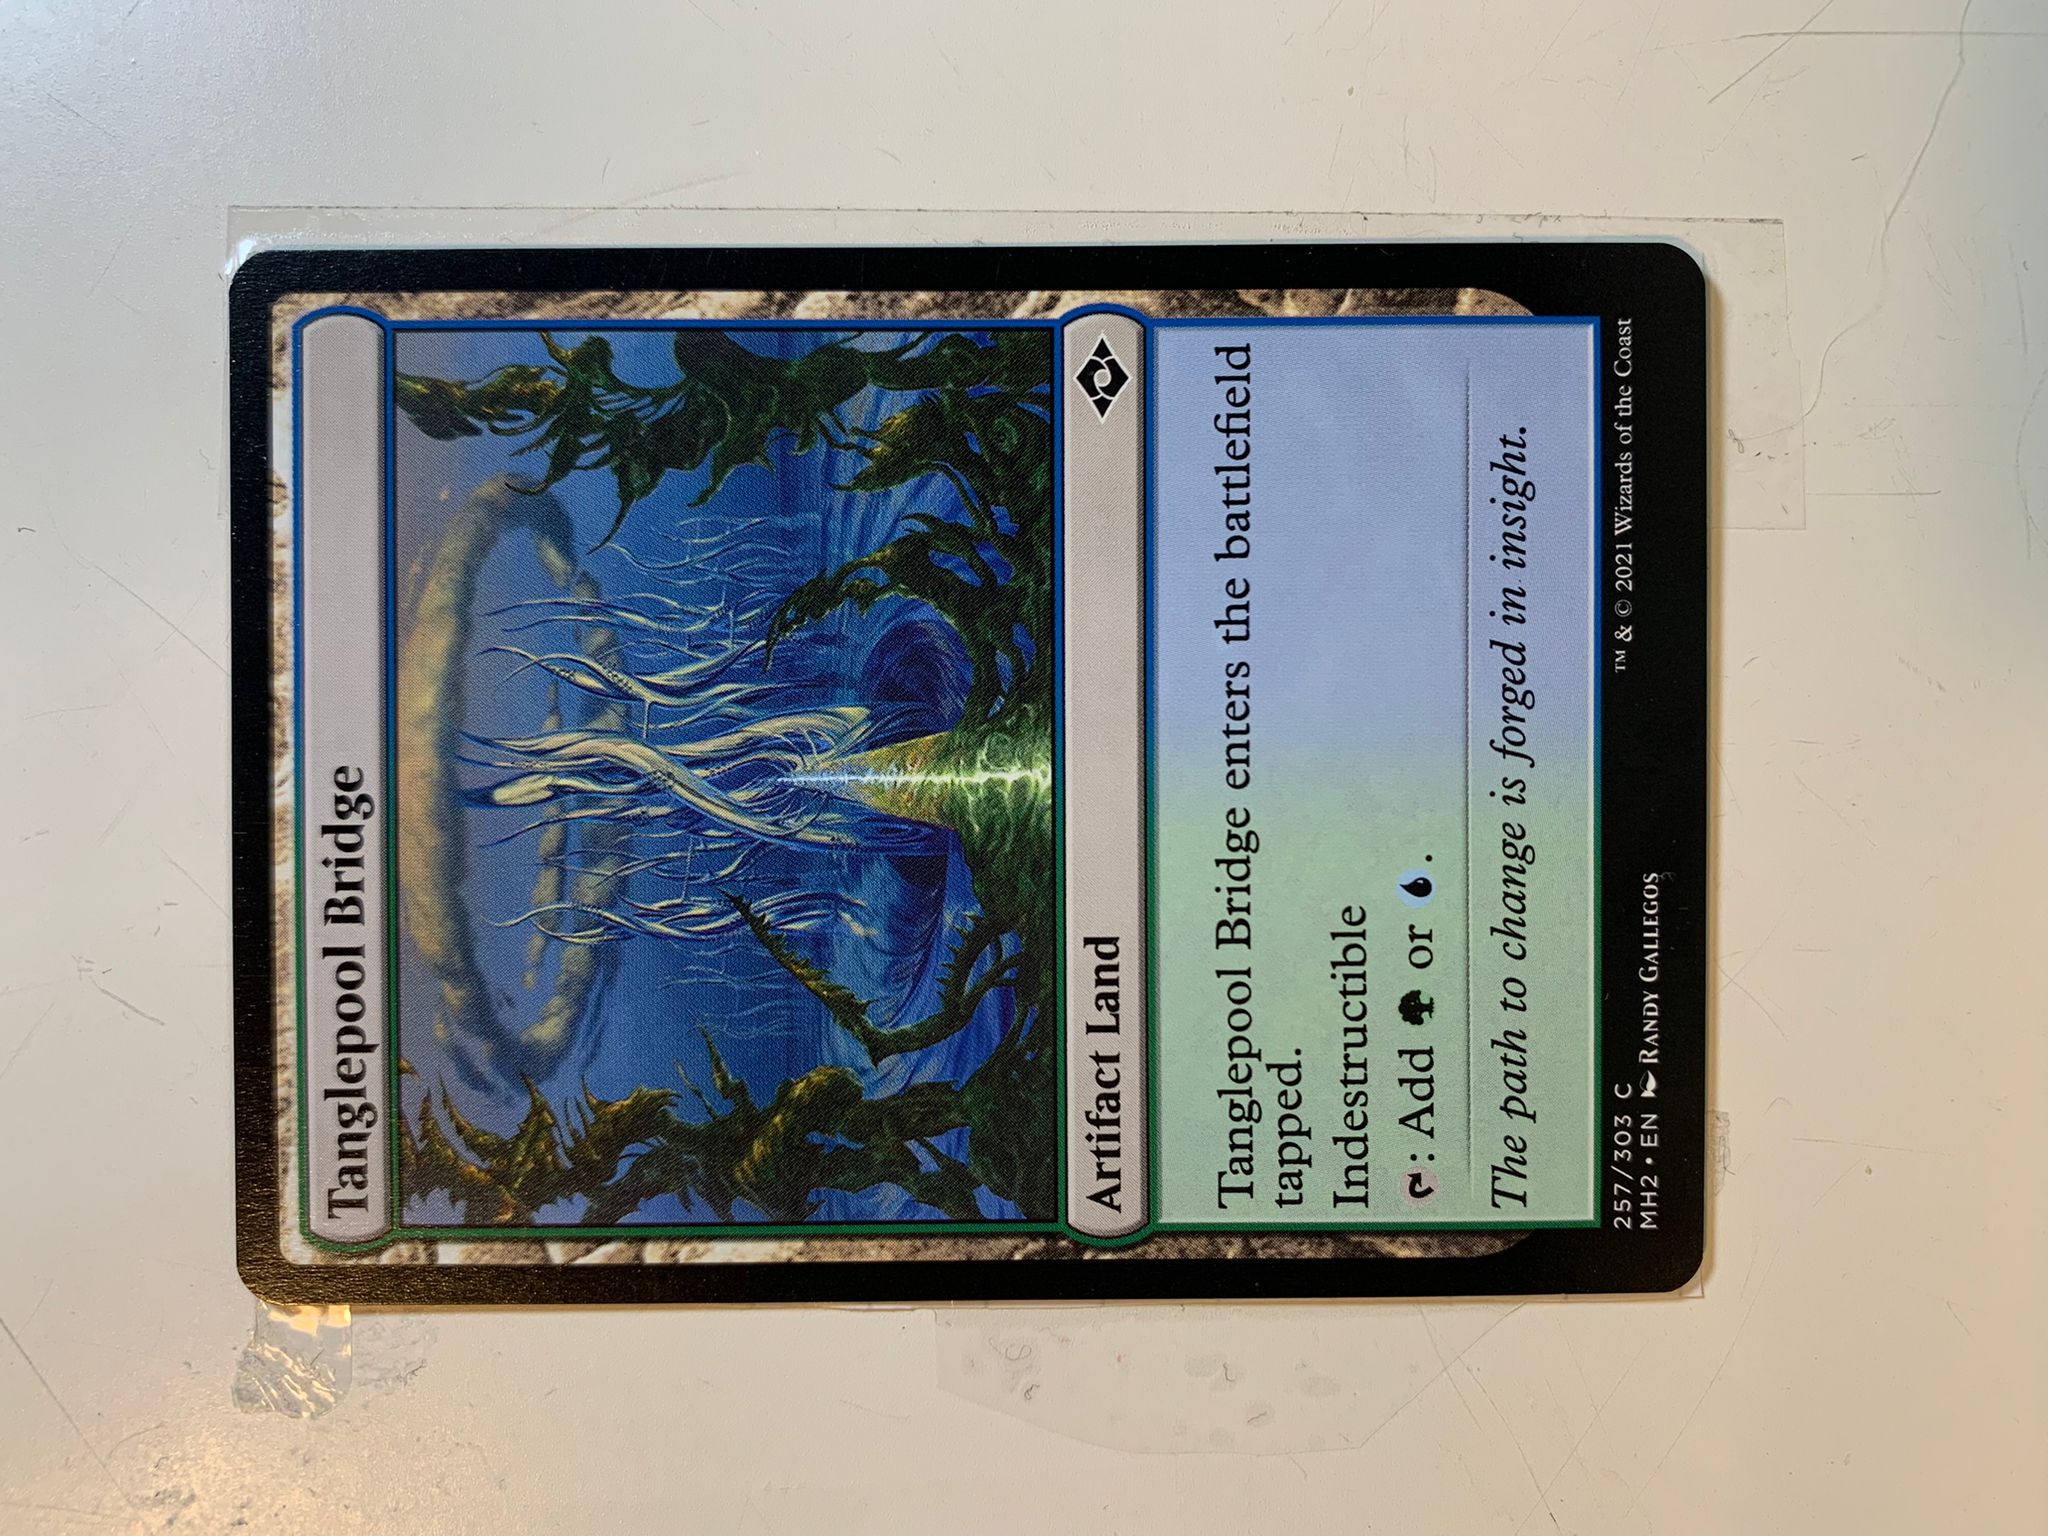 Tanglepool Bridge
Artifact Land
Tanglepool Bridge enters the battlefield
tapped.
Indestructible
: Add or .
The path to change is forged in insight.
257/303 C
MH2 • EN RANDY GALLEGOS
™ & © 2021 Wizards of the Coast